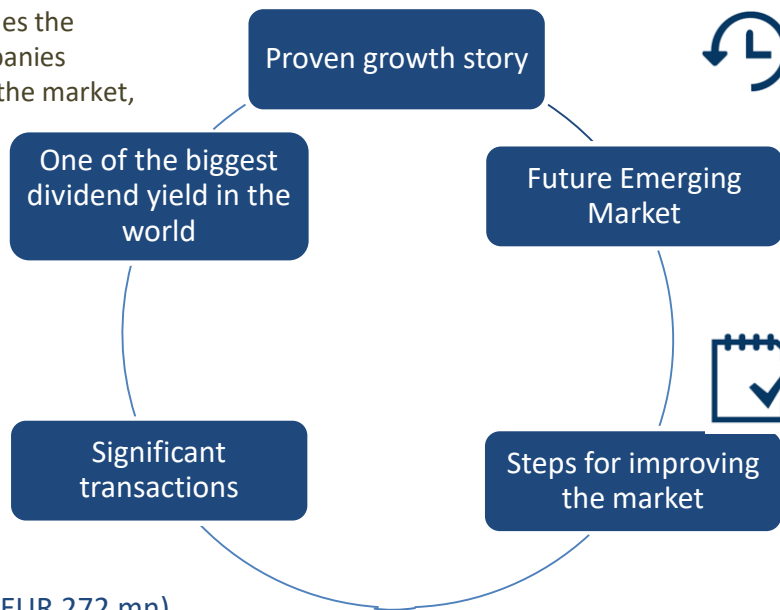 es the
panies
the market,
Proven growth story
One of the biggest
dividend yield in the
world
Future Emerging
Market
Significant
transactions
Steps for improving
the market
EUR 272 mn)